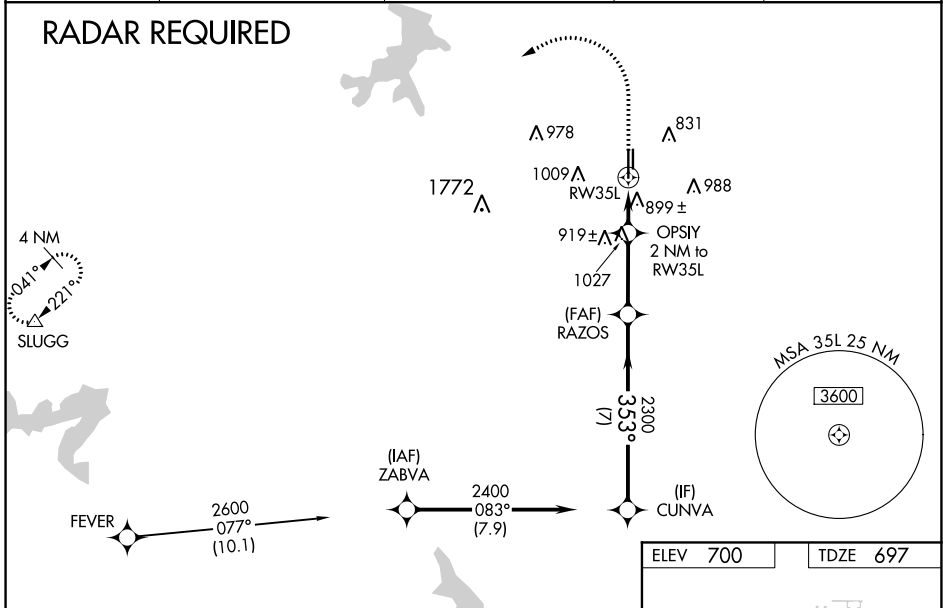 RADAR REQUIRED
978
831
1009
RW35L
988
1772
899 ±
919 ±
OPSIY
2 NM to
RW35L
1027
4 NM
041°
221°
SLUGG
(FAF)
RAZOS
MSA 35L 25 NM
3600
2300
353°
(7)
(IAF)
ZABVA
2400
083°
(7.9)
(IF)
CUNVA
FEVER
2600
077°
(10.1)
ELEV 700
TDZE 697